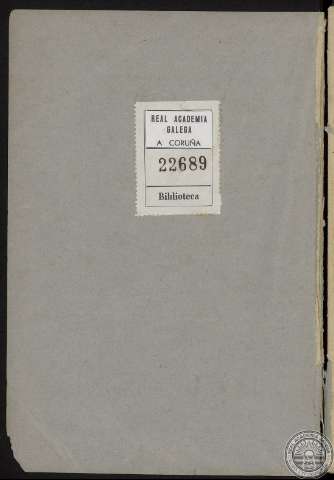 REAL ACADEMIA
GALEGA
A CORUÑA
22689
Biblioteca